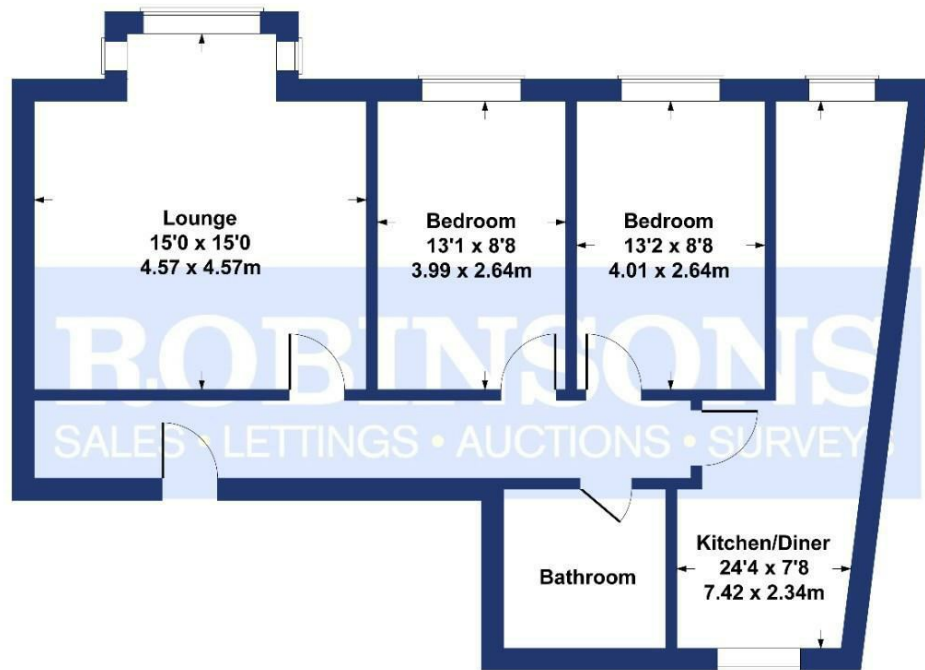 Lounge
15'0 x 15'0
4.57 x 4.57m
Bedroom
13'1 x 8'8
3.99 x 2.64m
Bedroom
13'2 x 8'8
4.01 x 2.64m
ROBINSONS
SALES • LETTINGS • AUCTIONS • SURVEYS
Bathroom
Kitchen/Diner
24'4 x 7'8
7.42 x 2.34m